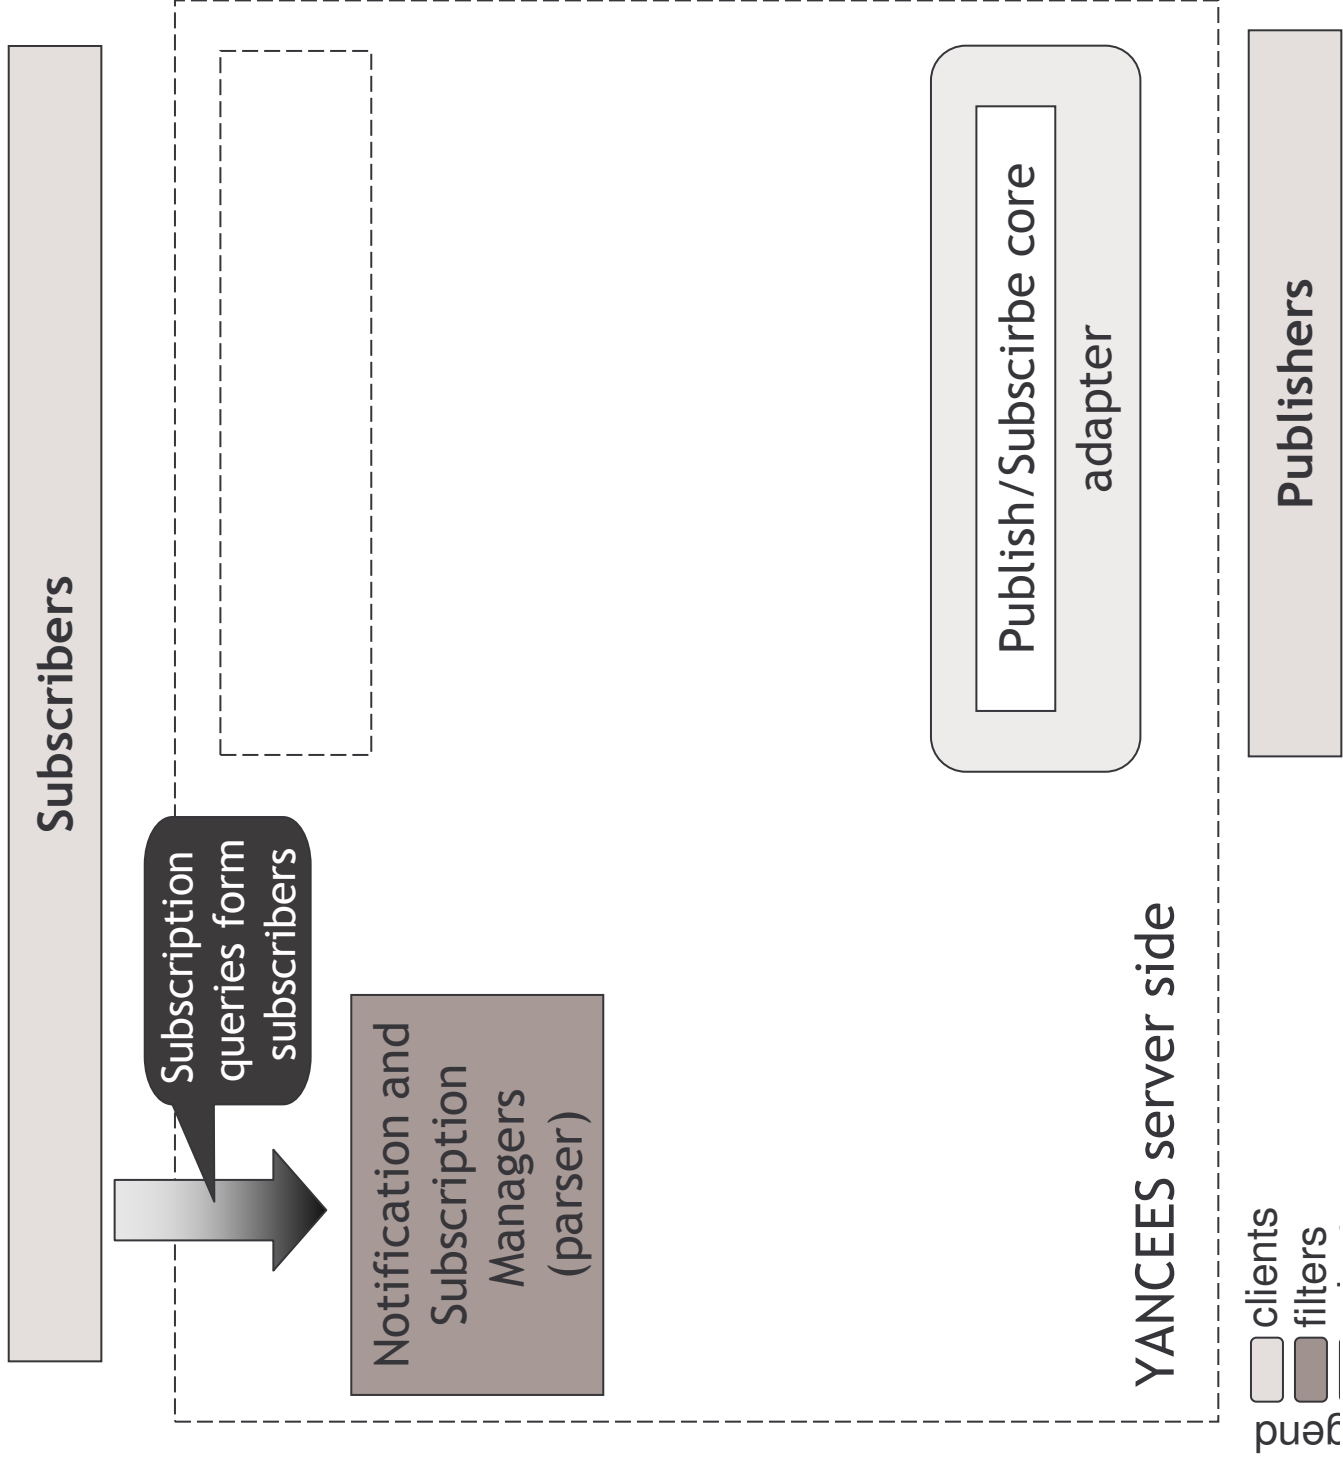 Subscribers
Subscription
queries form
subscribers
Notification and
Subscription
Managers
(parser)
Publish/Subscirbe core
adapter
YANCEES server side
Publishers
clients
filters